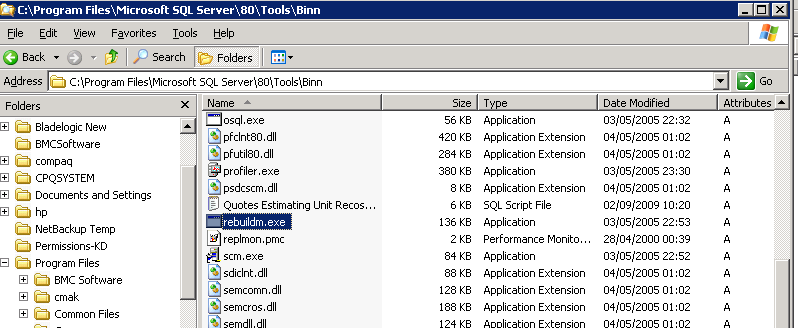 C:\Program Files\Microsoft SQL Server\80\Tools\Binn
File Edit View Favorites Tools Help
Back Search Folders
Address C:\Program Files\Microsoft SQL Server\80\Tools\Binn Go
Folders Name Size Type Date Modified Attributes
Bladelogic New
BMCSoftware
compaq
CPQSYSTEM
Documents and Settings
hp
NetBackup Temp
Permissions-KD
Program Files
BMC Software
cmak
Common Files
osql.exe 56 KB Application 03/05/2005 22:32 A
pfclnt80.dll 420 KB Application Extension 04/05/2005 01:02 A
pfutil80.dll 284 KB Application Extension 04/05/2005 01:02 A
profiler.exe 380 KB Application 03/05/2005 23:30 A
psdcscm.dll 8 KB Application Extension 04/05/2005 01:02 A
Quotes Estimating Unit Recos... 6 KB SQL Script File 02/09/2009 10:20 A
rebuildm.exe 136 KB Application 03/05/2005 22:53 A
replmon.pmc 2 KB Performance Monito... 28/04/2000 00:39 A
scm.exe 84 KB Application 03/05/2005 22:52 A
sdiclnt.dll 88 KB Application Extension 04/05/2005 01:02 A
semcomn.dll 128 KB Application Extension 04/05/2005 01:02 A
semcros.dll 188 KB Application Extension 04/05/2005 01:02 A
semdll.dll 124 KB Application Extension 04/05/2005 01:02 A